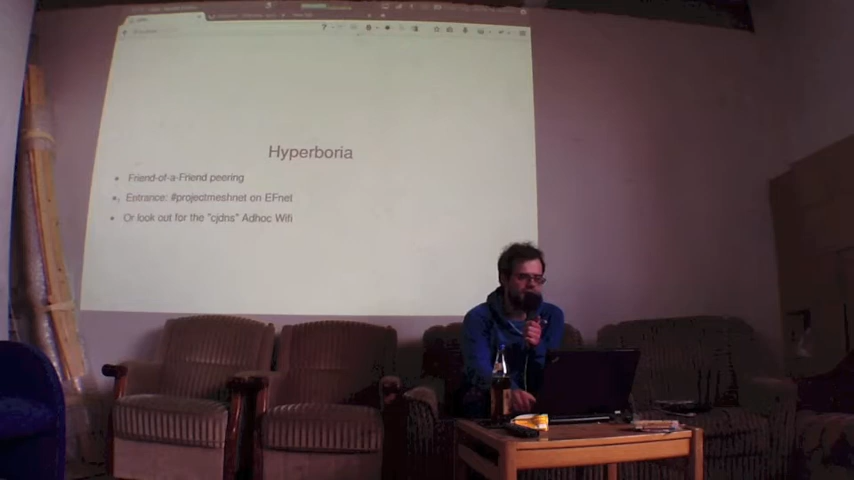 Hyperboria
Friend-of-a-Friend peering
Entrance: #projectmeshnet on EFnet
Or look out for the "cjdns" Adhoc Wifi